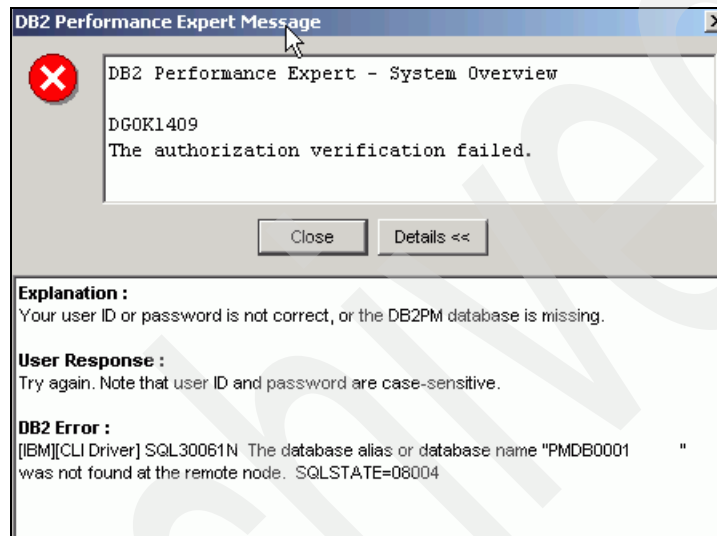 DB2 Performance Expert Message
DB2 Performance Expert - System Overview
DGOK1409
The authorization verification failed.
Close
Details <<
Explanation :
Your user ID or password is not correct, or the DB2PM database is missing.
User Response :
Try again. Note that user ID and password are case-sensitive.
DB2 Error :
[IBM][CLI Driver] SQL30061N The database alias or database name "PMDB0001 "
was not found at the remote node. SQLSTATE=08004